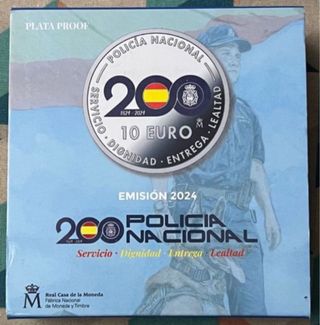 PLATA PROOF
POLICÍA NACIONAL
200
1824 - 2024
10 EURO
SERVICIO · DIGNIDAD · ENTREGA · LEALTAD
EMISIÓN 2024
200 POLICIA
NACIONAL
Servicio · Dignidad · Entrega · Lealtad
Real Casa de la Moneda
Fábrica Nacional
de Moneda y Timbre